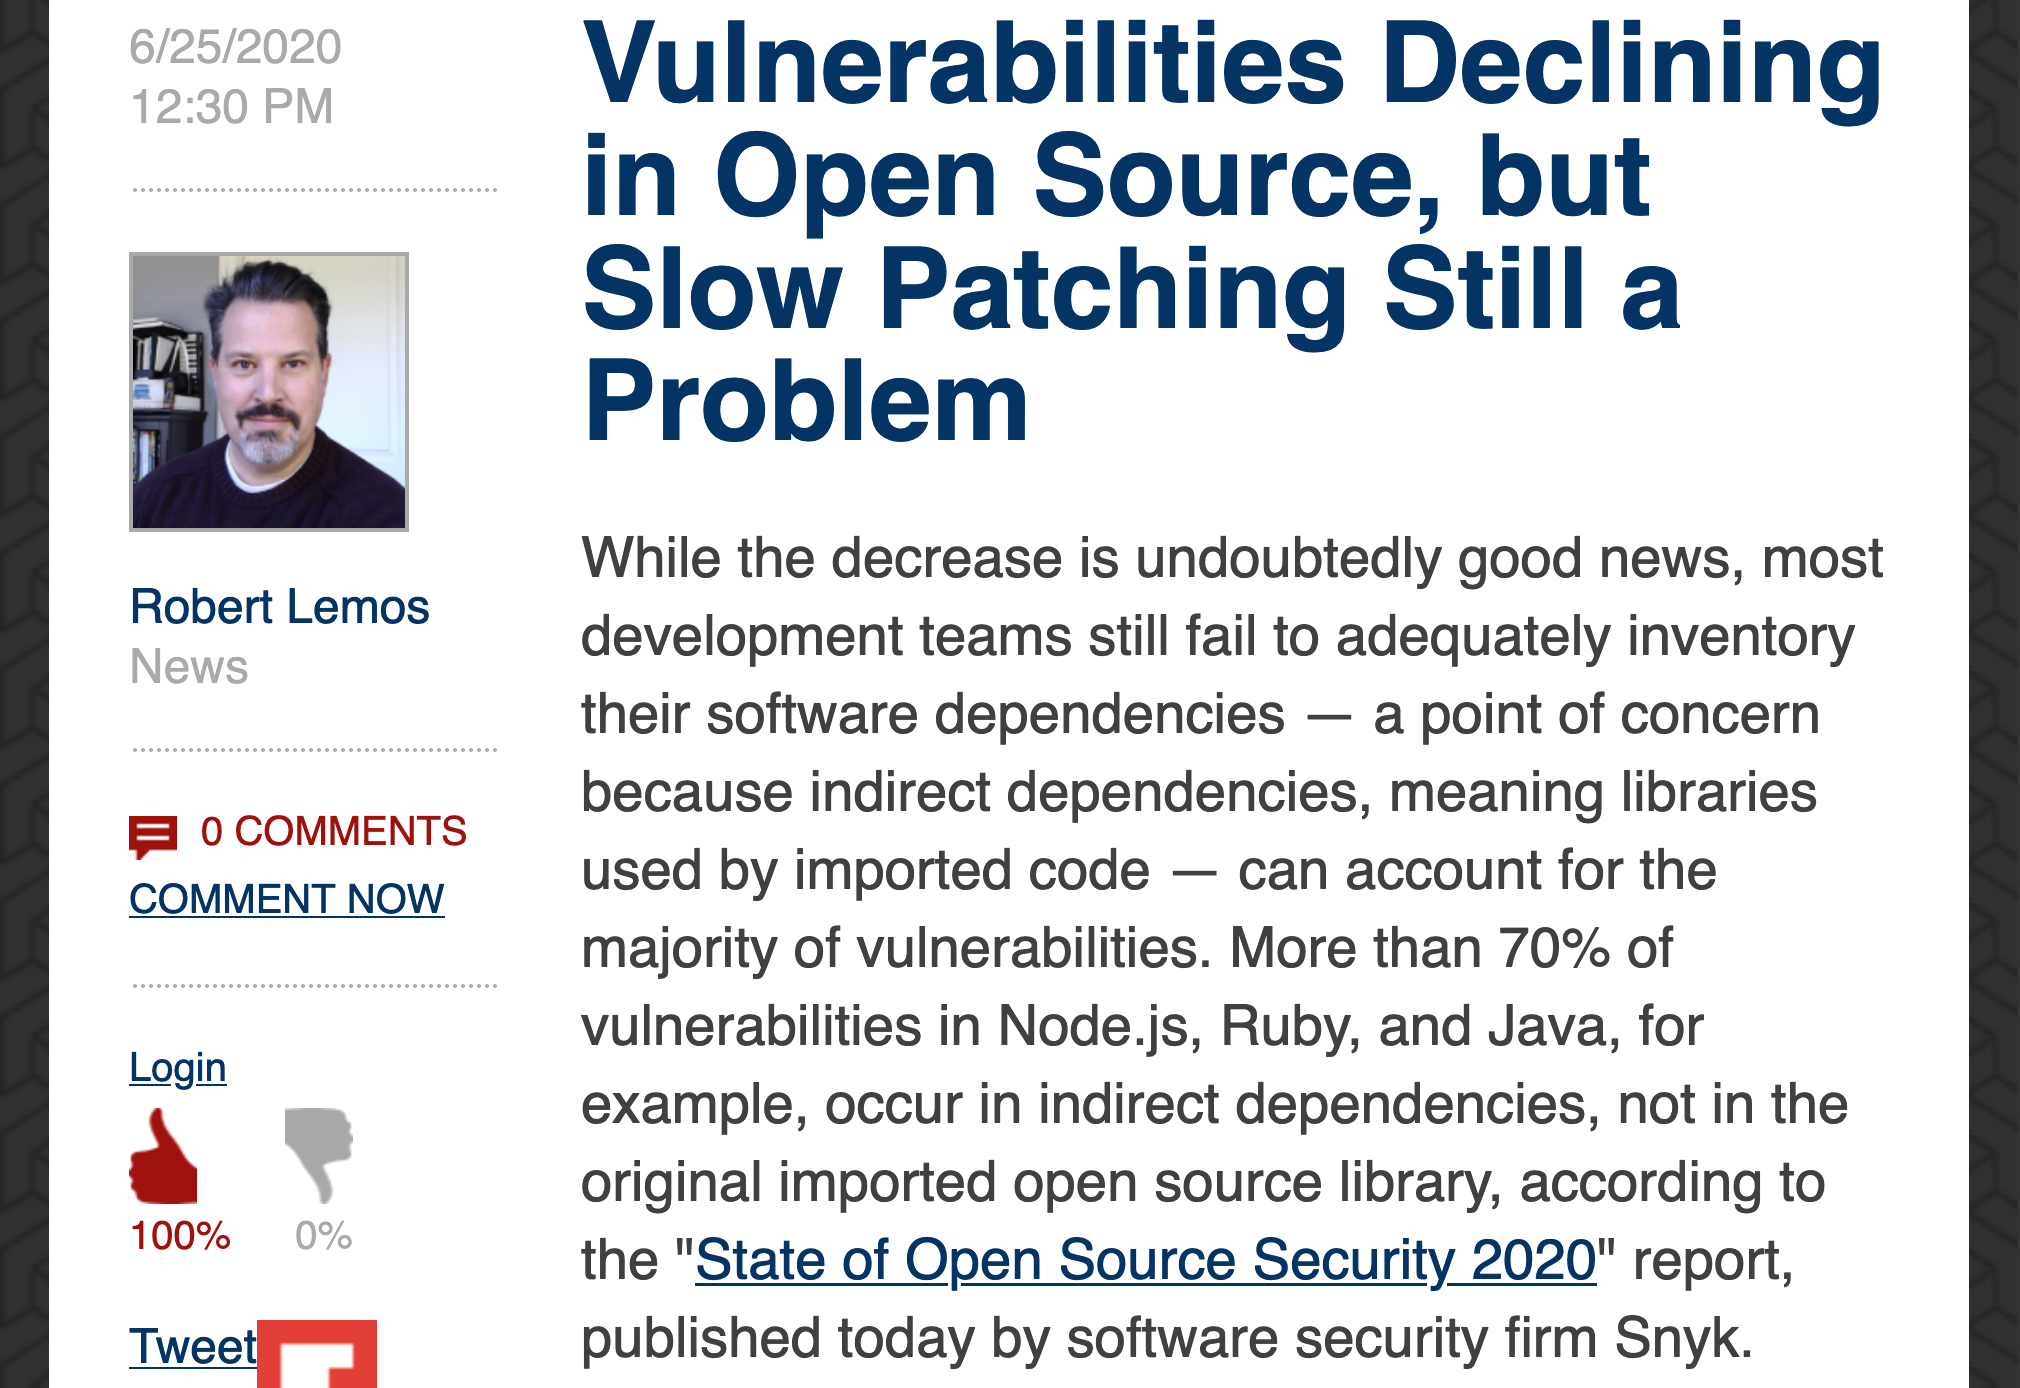 6/25/2020
12:30 PM
Robert Lemos
News
0 COMMENTS
COMMENT NOW
Login
100% 0%
Tweet
Vulnerabilities Declining
in Open Source, but
Slow Patching Still a
Problem
While the decrease is undoubtedly good news, most
development teams still fail to adequately inventory
their software dependencies — a point of concern
because indirect dependencies, meaning libraries
used by imported code — can account for the
majority of vulnerabilities. More than 70% of
vulnerabilities in Node.js, Ruby, and Java, for
example, occur in indirect dependencies, not in the
original imported open source library, according to
the "State of Open Source Security 2020" report,
published today by software security firm Snyk.